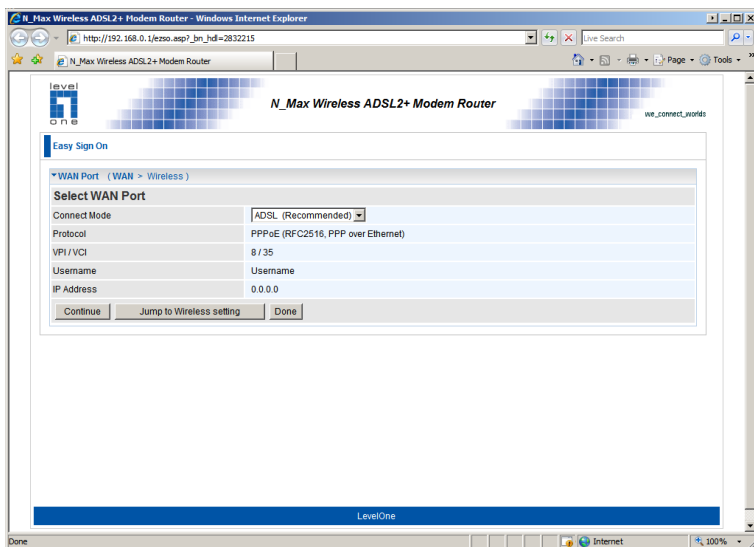 N_Max Wireless ADSL2+ Modem Router - Windows Internet Explorer
http://192.168.0.1/ezso.asp?_bn_hdl=2832215
Live Search
N_Max Wireless ADSL2+ Modem Router
Page
Tools
level
one
N_Max Wireless ADSL2+ Modem Router
we_connect_worlds
Easy Sign On
WAN Port ( WAN > Wireless )
Select WAN Port
Connect Mode ADSL (Recommended)
Protocol PPPoE (RFC2516, PPP over Ethernet)
VPI / VCI 8 / 35
Username Username
IP Address 0.0.0.0
Continue Jump to Wireless setting Done
LevelOne
Done Internet 100%